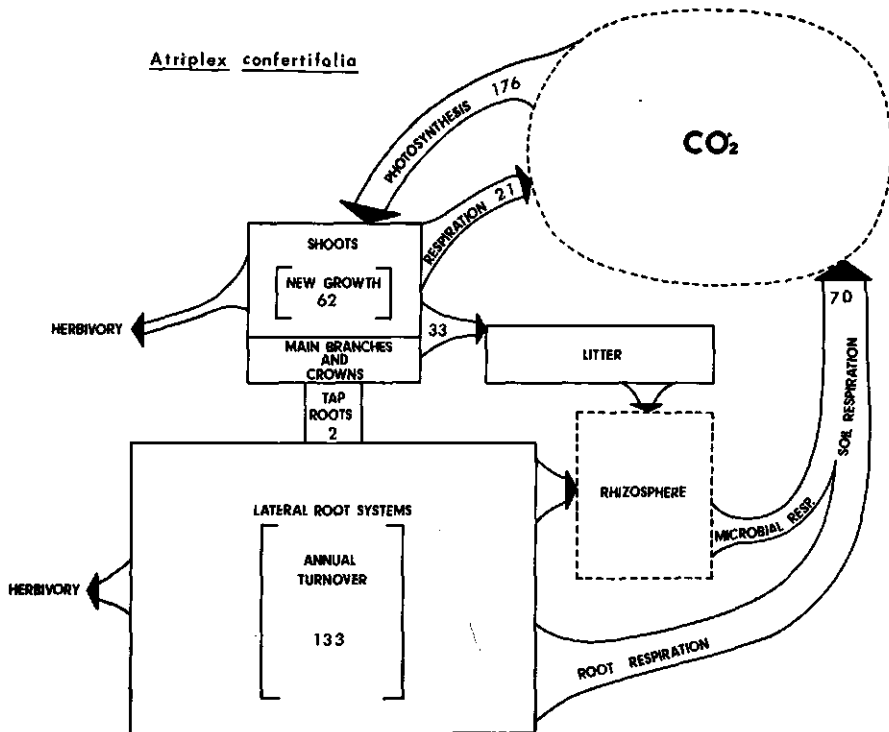 Atriplex confertifolia
CO₂
PHOTOSYNTHESIS 176
RESPIRATION 21
SHOOTS
NEW GROWTH
62
HERBIVORY
33
MAIN BRANCHES
AND
CROWNS
LITTER
TAP
ROOTS
2
70
SOIL RESPIRATION
RHIZOSPHERE
MICROBIAL RESP.
LATERAL ROOT SYSTEMS
ANNUAL
TURNOVER
133
HERBIVORY
ROOT RESPIRATION